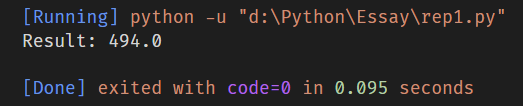 [Running] python -u "d:\Python\Essay\rep1.py"
Result: 494.0
[Done] exited with code=0 in 0.095 seconds